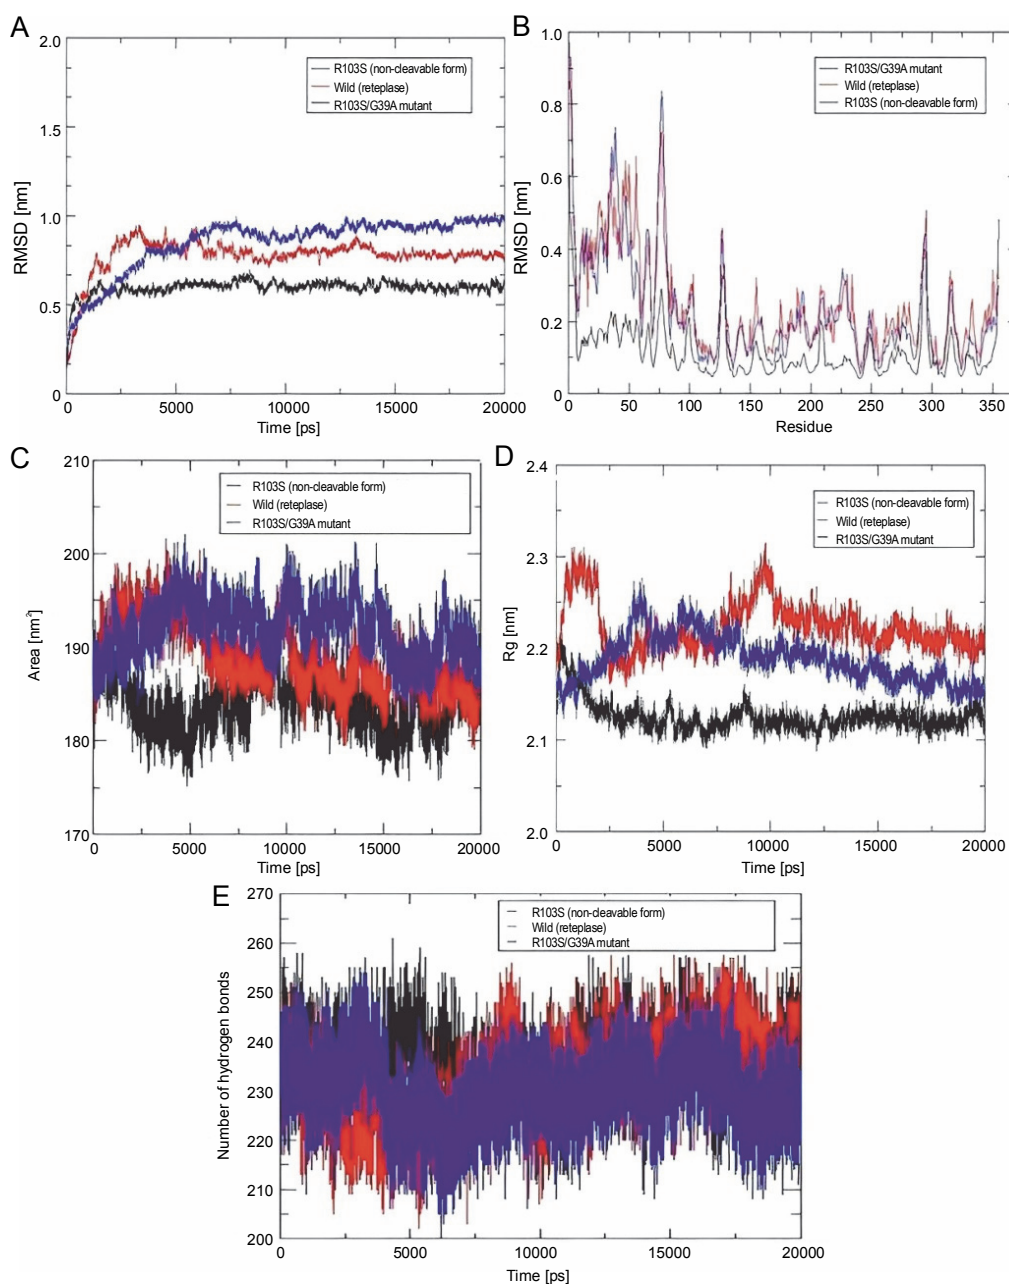 A
2.0
1.5
1.0
0.5
0
RMSD [nm]
R103S (non-cleavable form)
Wild (reteplase)
R103S/G39A mutant
0 5000 10000 15000 20000
Time [ps]
B
1.0
0.8
0.6
0.4
0.2
0
RMSD [nm]
R103S/G39A mutant
Wild (reteplase)
R103S (non-cleavable form)
0 50 100 150 200 250 300 350
Residue
C
210
200
190
180
170
Area [nm²]
R103S (non-cleavable form)
Wild (reteplase)
R103S/G39A mutant
0 5000 10000 15000 20000
Time [ps]
D
2.4
2.3
2.2
2.1
2.0
Rg [nm]
R103S (non-cleavable form)
Wild (reteplase)
R103S/G39A mutant
0 5000 10000 15000 20000
Time [ps]
E
270
260
250
240
230
220
210
200
Number of hydrogen bonds
R103S (non-cleavable form)
Wild (reteplase)
R103S/G39A mutant
0 5000 10000 15000 20000
Time [ps]